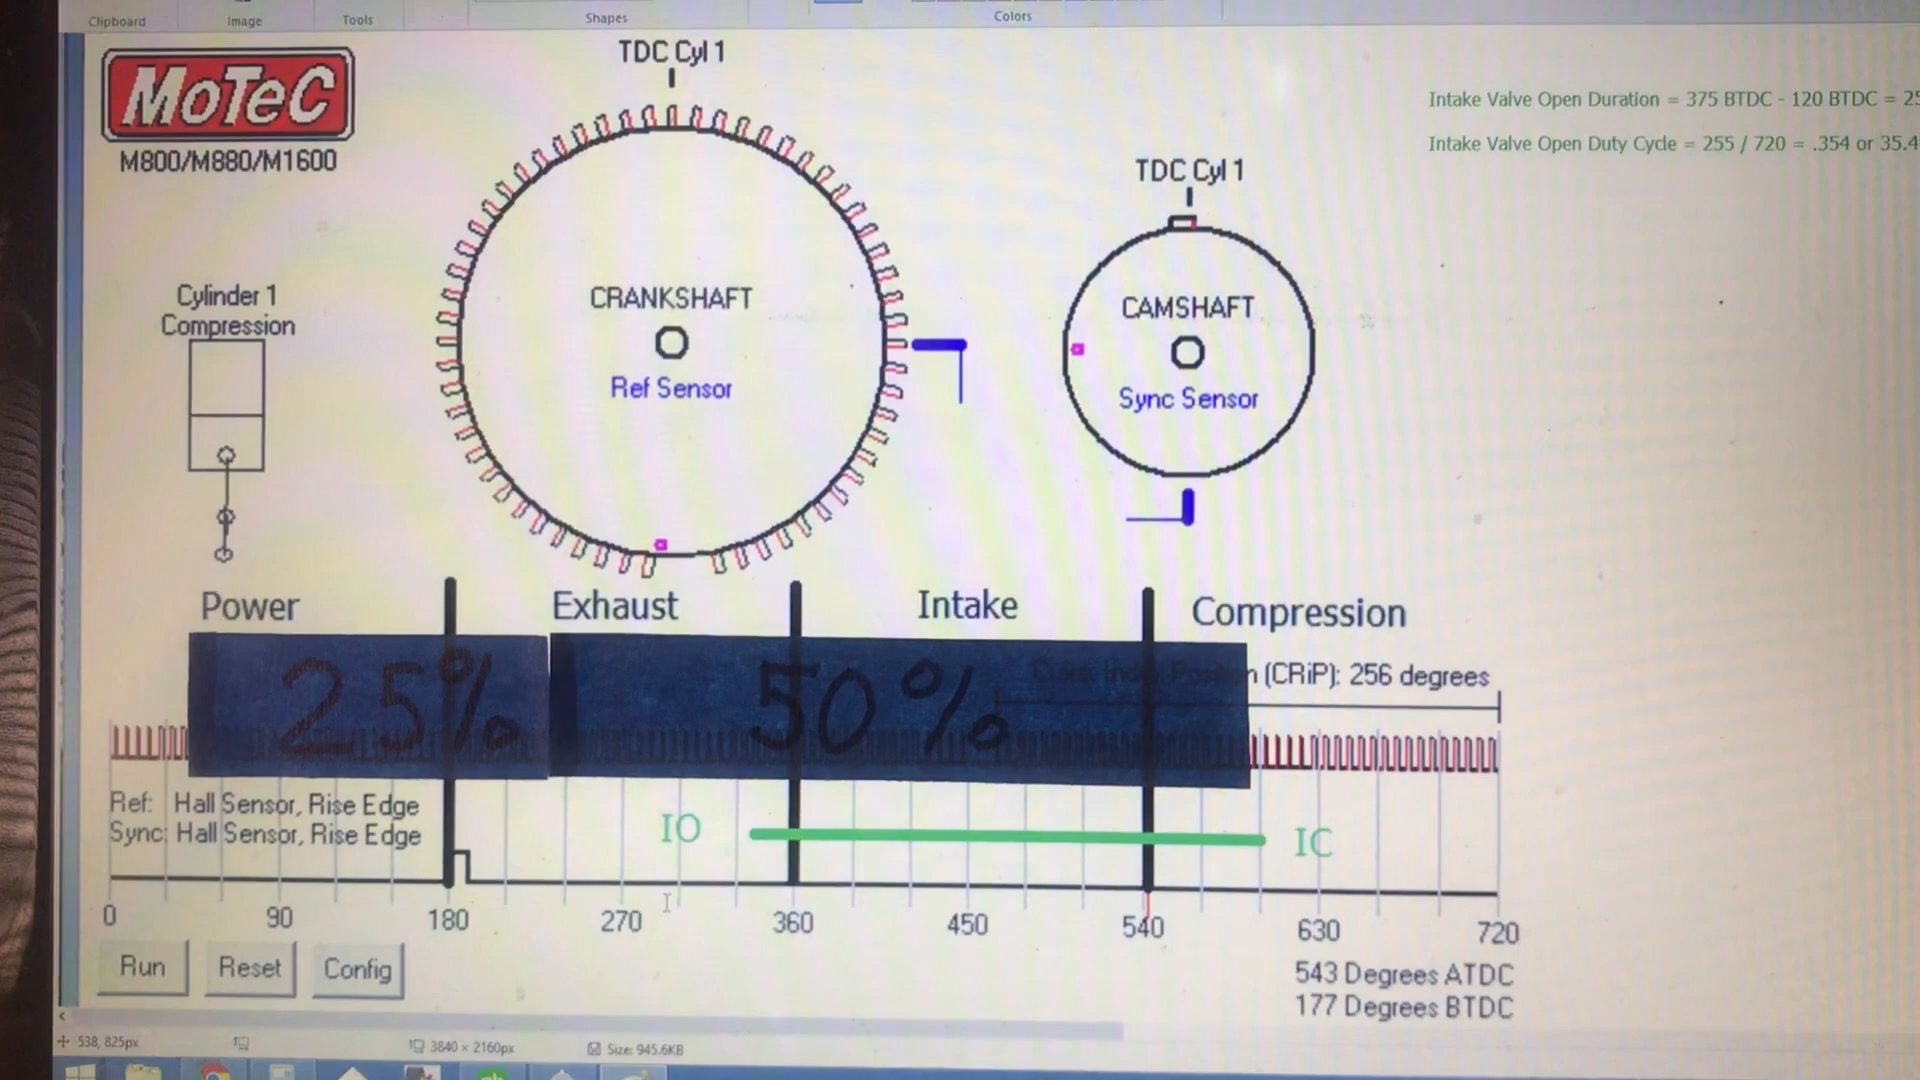 Clipboard
Image
Tools
Shapes
Colors
MoTeC
M800/M880/M1600
TDC Cyl 1
Intake Valve Open Duration = 375 BTDC - 120 BTDC =
Intake Valve Open Duty Cycle = 255 / 720 = .354 or
TDC Cyl 1
Cylinder 1
Compression
CRANKSHAFT
Ref Sensor
CAMSHAFT
Sync Sensor
Power
Exhaust
Intake
Compression
25%
50%
(CRiP): 256 degrees
Ref: Hall Sensor, Rise Edge
Sync: Hall Sensor, Rise Edge
IO
IC
0 90 180 270 360 450 540 630 720
Run
Reset
Config
543 Degrees ATDC
177 Degrees BTDC
538, 825px
3840 × 2160px
Size: 945.6KB